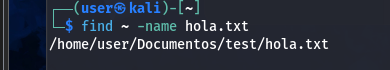 ┌──(user㉿kali)-[~]
└─$ find ~ -name hola.txt
/home/user/Documentos/test/hola.txt